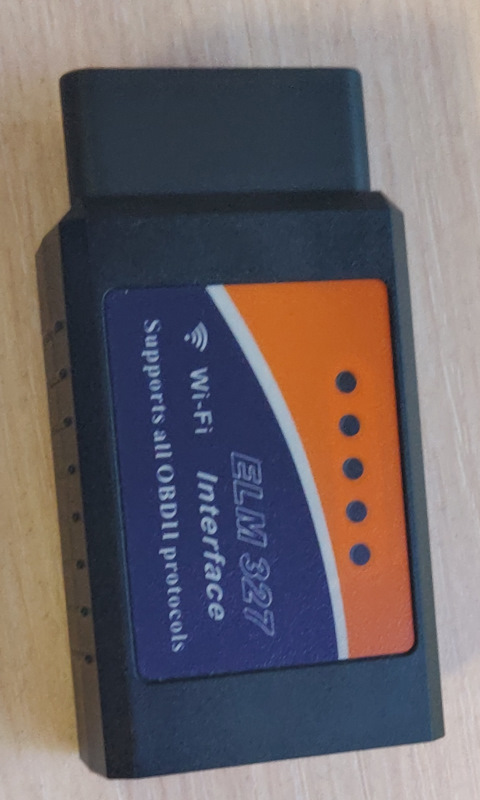 ELM 327
Wi-Fi Interface
Supports all OBDII protocols